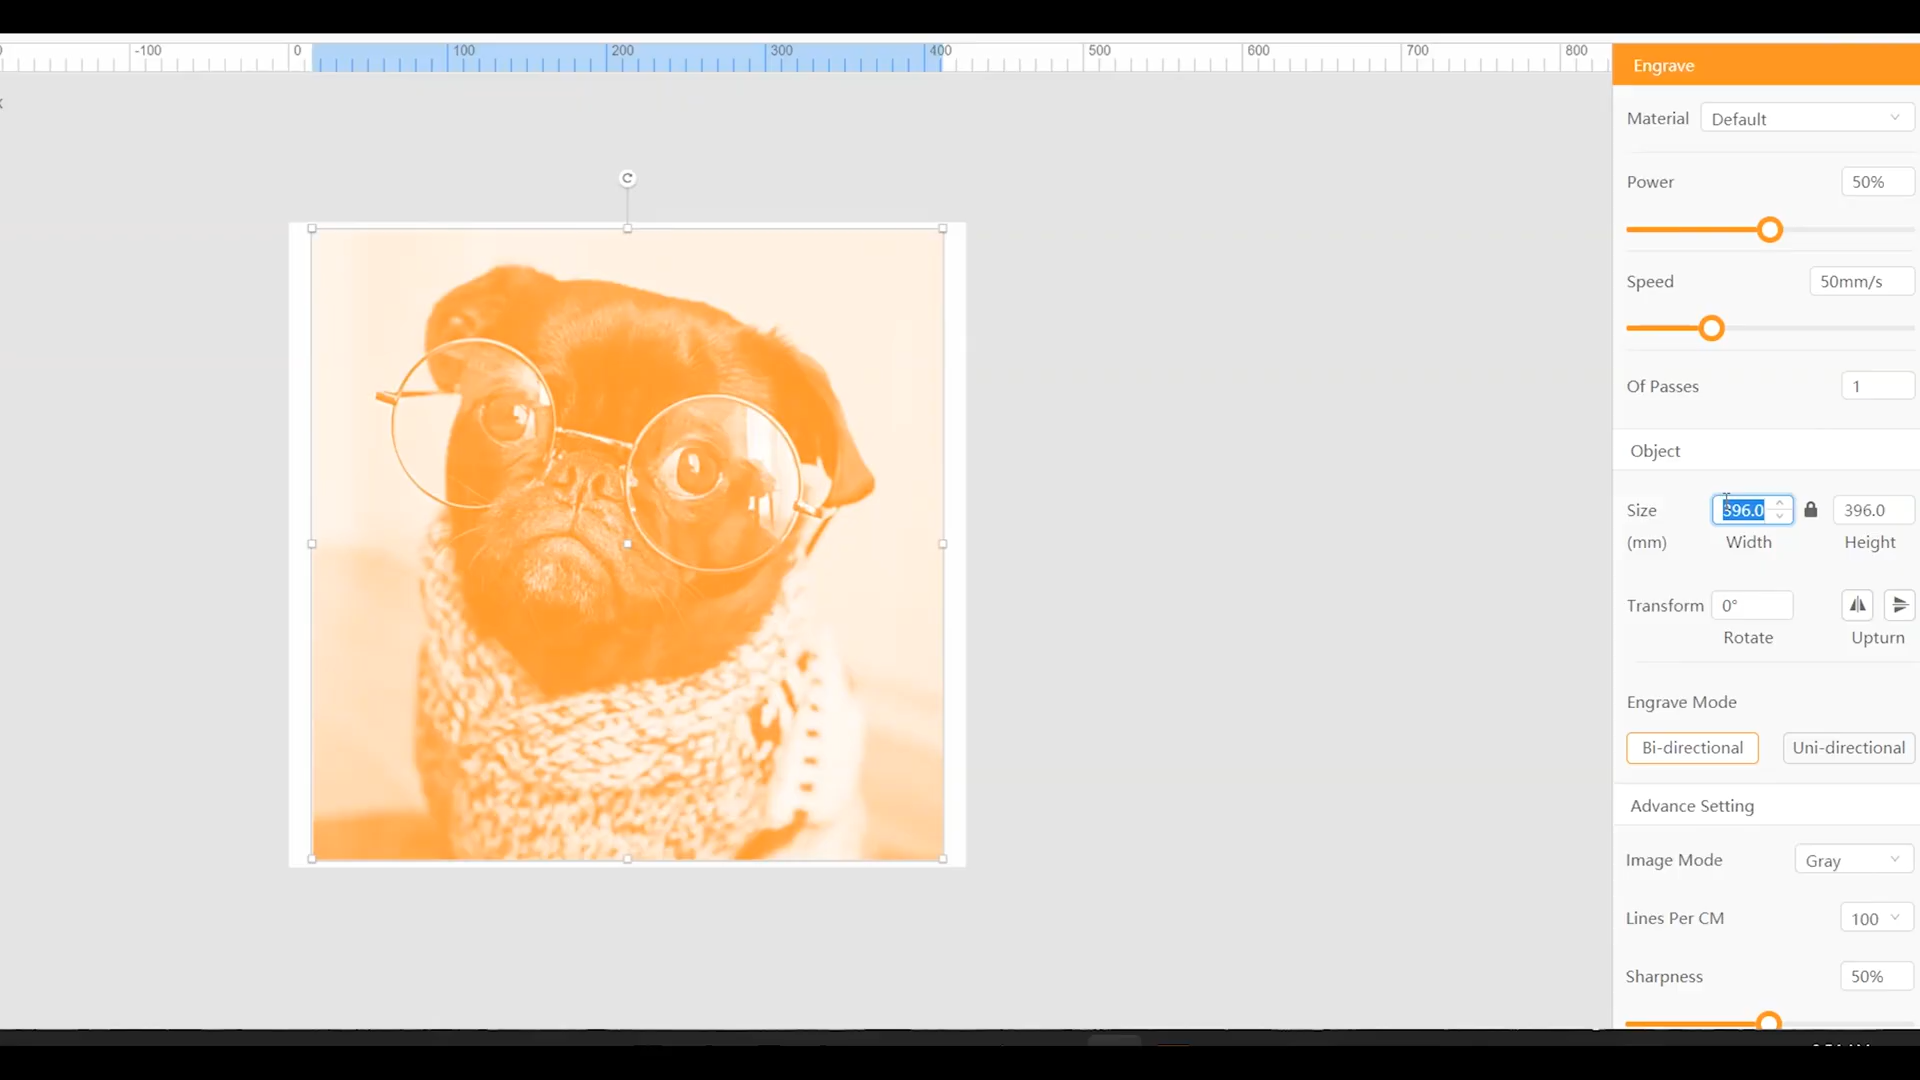 -100 0 100 200 300 400 500 600 700 800
Engrave
Material Default
Power 50%
Speed 50mm/s
Of Passes 1
Object
Size 396.0 396.0
(mm) Width Height
Transform 0°
Rotate Upturn
Engrave Mode
Bi-directional Uni-directional
Advance Setting
Image Mode Gray
Lines Per CM 100
Sharpness 50%